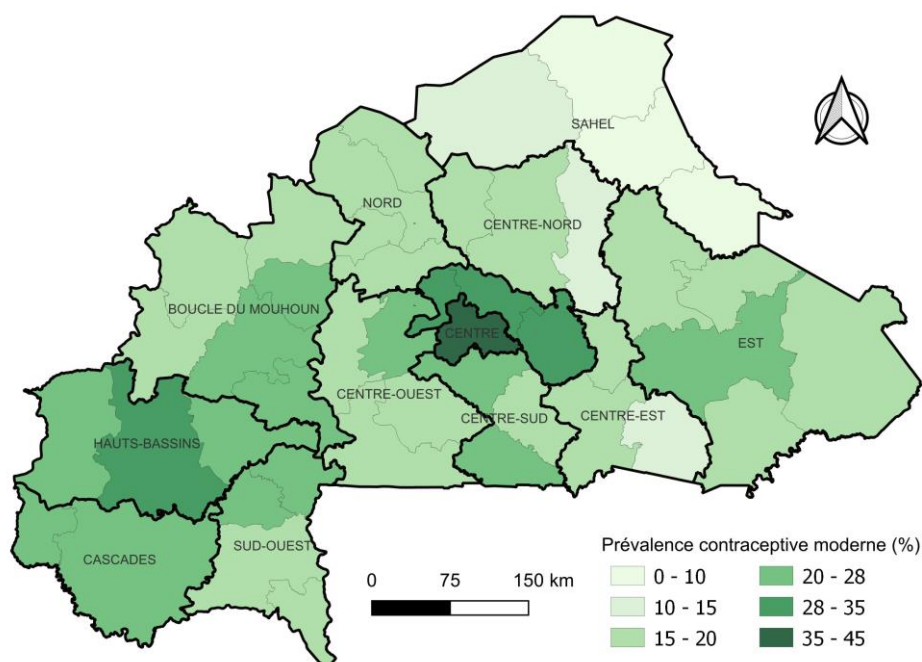 SAHEL
NORD
CENTRE-NORD
BOUCLE DU MOUHOUN
CENTRE
EST
CENTRE-OUEST
CENTRE-SUD
CENTRE-EST
HAUTS-BASSINS
CASCADES
SUD-OUEST
0 75 150 km
Prévalence contraceptive moderne (%)
0 - 10
10 - 15
15 - 20
20 - 28
28 - 35
35 - 45